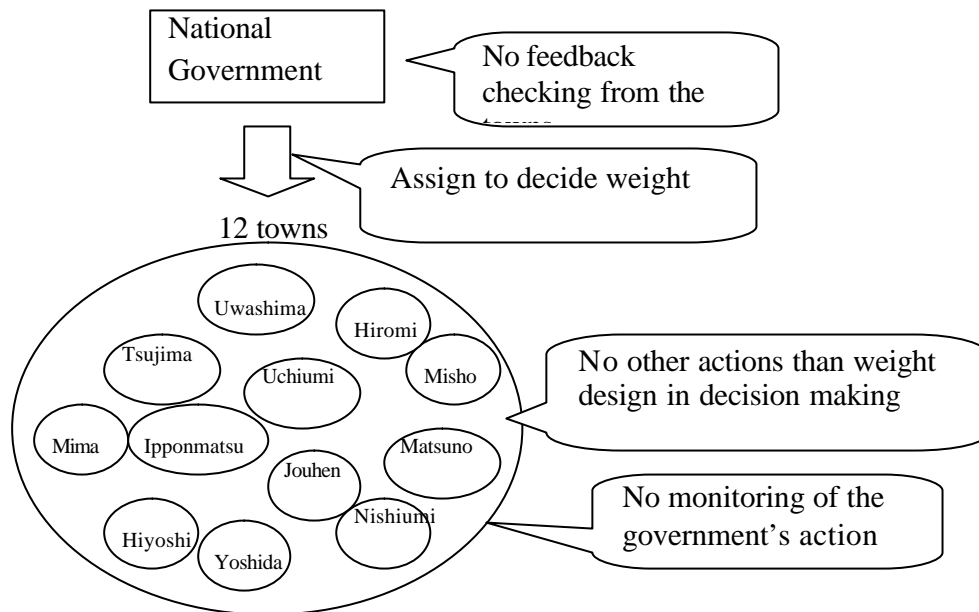 National
Government
No feedback
checking from the
Assign to decide weight
12 towns
Uwashima
Hiromi
Tsujima
Uchiumi
Misho
No other actions than weight
design in decision making
Mima
Ipponmatsu
Matsuno
Jouhen
Nishiumi
No monitoring of the
government’s action
Hiyoshi
Yoshida